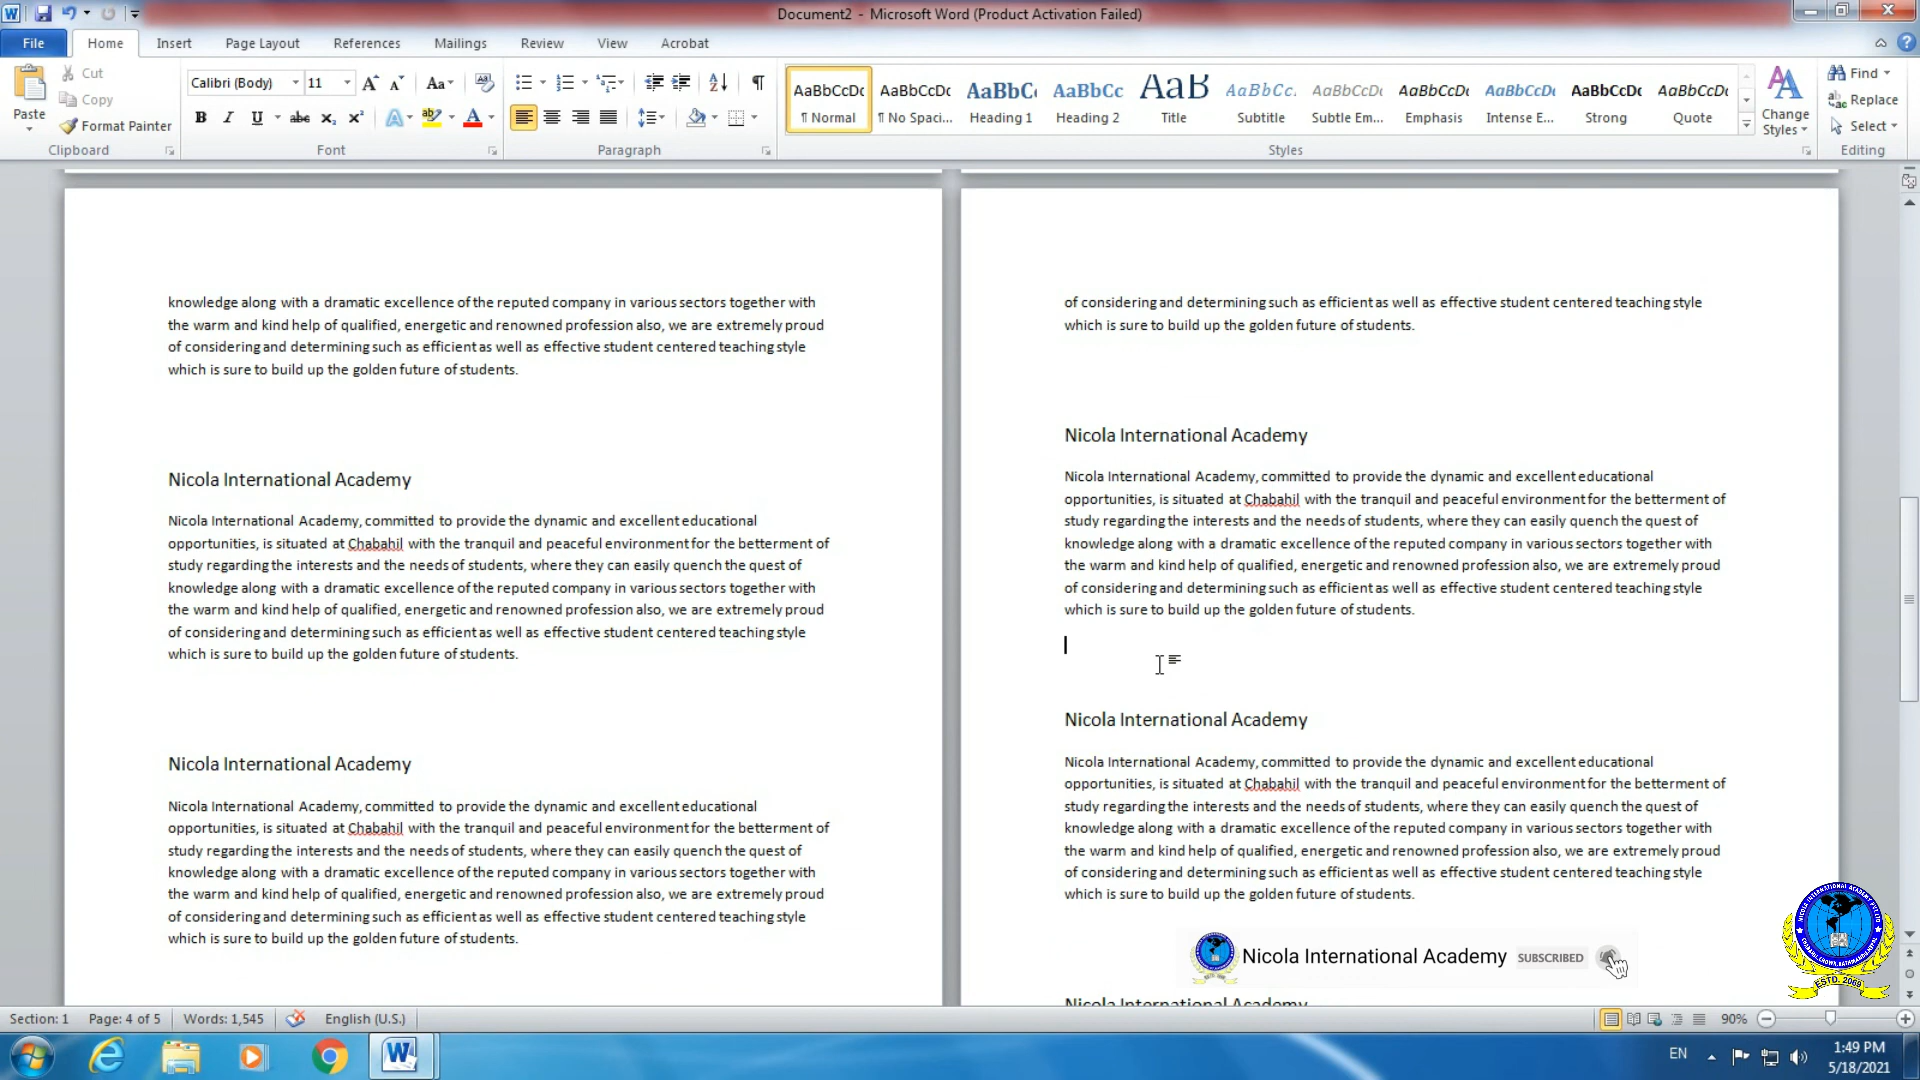 Document2 - Microsoft Word (Product Activation Failed)
File Home Insert Page Layout References Mailings Review View Acrobat
Cut
Copy
Paste
Format Painter
Clipboard
Calibri (Body) 11
Font
Paragraph
AaBbCcDc AaBbCcDc AaBbC AaBbCc AaB AaBbCc. AaBbCcDc AaBbCcDc AaBbCcDc AaBbCcDc AaBbCcDc
¶ Normal ¶ No Spaci... Heading 1 Heading 2 Title Subtitle Subtle Em... Emphasis Intense E... Strong Quote
Change
Styles
Styles
Find
Replace
Select
Editing
knowledge along with a dramatic excellence of the reputed company in various sectors together with
the warm and kind help of qualified, energetic and renowned profession also, we are extremely proud
of considering and determining such as efficient as well as effective student centered teaching style
which is sure to build up the golden future of students.
Nicola International Academy
Nicola International Academy, committed to provide the dynamic and excellent educational
opportunities, is situated at Chabahil with the tranquil and peaceful environment for the betterment of
study regarding the interests and the needs of students, where they can easily quench the quest of
knowledge along with a dramatic excellence of the reputed company in various sectors together with
the warm and kind help of qualified, energetic and renowned profession also, we are extremely proud
of considering and determining such as efficient as well as effective student centered teaching style
which is sure to build up the golden future of students.
Nicola International Academy
Nicola International Academy, committed to provide the dynamic and excellent educational
opportunities, is situated at Chabahil with the tranquil and peaceful environment for the betterment of
study regarding the interests and the needs of students, where they can easily quench the quest of
knowledge along with a dramatic excellence of the reputed company in various sectors together with
the warm and kind help of qualified, energetic and renowned profession also, we are extremely proud
of considering and determining such as efficient as well as effective student centered teaching style
which is sure to build up the golden future of students.
of considering and determining such as efficient as well as effective student centered teaching style
which is sure to build up the golden future of students.
Nicola International Academy
Nicola International Academy, committed to provide the dynamic and excellent educational
opportunities, is situated at Chabahil with the tranquil and peaceful environment for the betterment of
study regarding the interests and the needs of students, where they can easily quench the quest of
knowledge along with a dramatic excellence of the reputed company in various sectors together with
the warm and kind help of qualified, energetic and renowned profession also, we are extremely proud
of considering and determining such as efficient as well as effective student centered teaching style
which is sure to build up the golden future of students.
Nicola International Academy
Nicola International Academy, committed to provide the dynamic and excellent educational
opportunities, is situated at Chabahil with the tranquil and peaceful environment for the betterment of
study regarding the interests and the needs of students, where they can easily quench the quest of
knowledge along with a dramatic excellence of the reputed company in various sectors together with
the warm and kind help of qualified, energetic and renowned profession also, we are extremely proud
of considering and determining such as efficient as well as effective student centered teaching style
which is sure to build up the golden future of students.
Nicola International Academy SUBSCRIBED
Nicola International Academy
ESTD. 2069
Section: 1 Page: 4 of 5 Words: 1,545 English (U.S.) 90%
EN 1:49 PM
5/18/2021